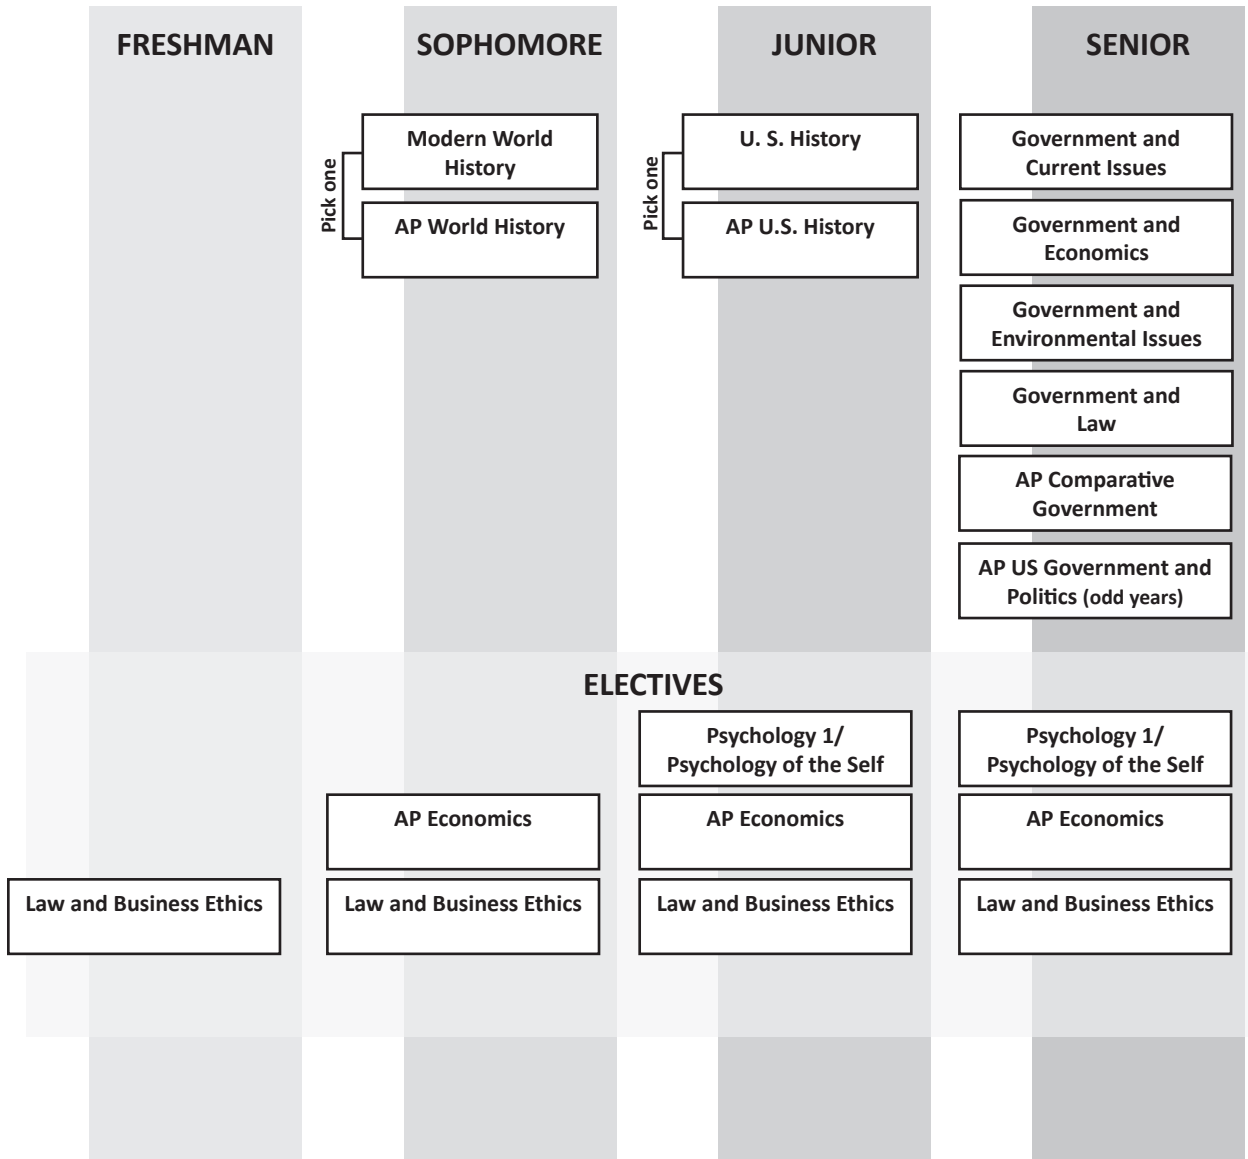 FRESHMAN
SOPHOMORE
JUNIOR
SENIOR
Pick one
Modern World
History
AP World History
Pick one
U. S. History
AP U.S. History
Government and
Current Issues
Government and
Economics
Government and
Environmental Issues
Government and
Law
AP Comparative
Government
AP US Government and
Politics (odd years)
ELECTIVES
Psychology 1/
Psychology of the Self
Psychology 1/
Psychology of the Self
AP Economics
AP Economics
AP Economics
Law and Business Ethics
Law and Business Ethics
Law and Business Ethics
Law and Business Ethics